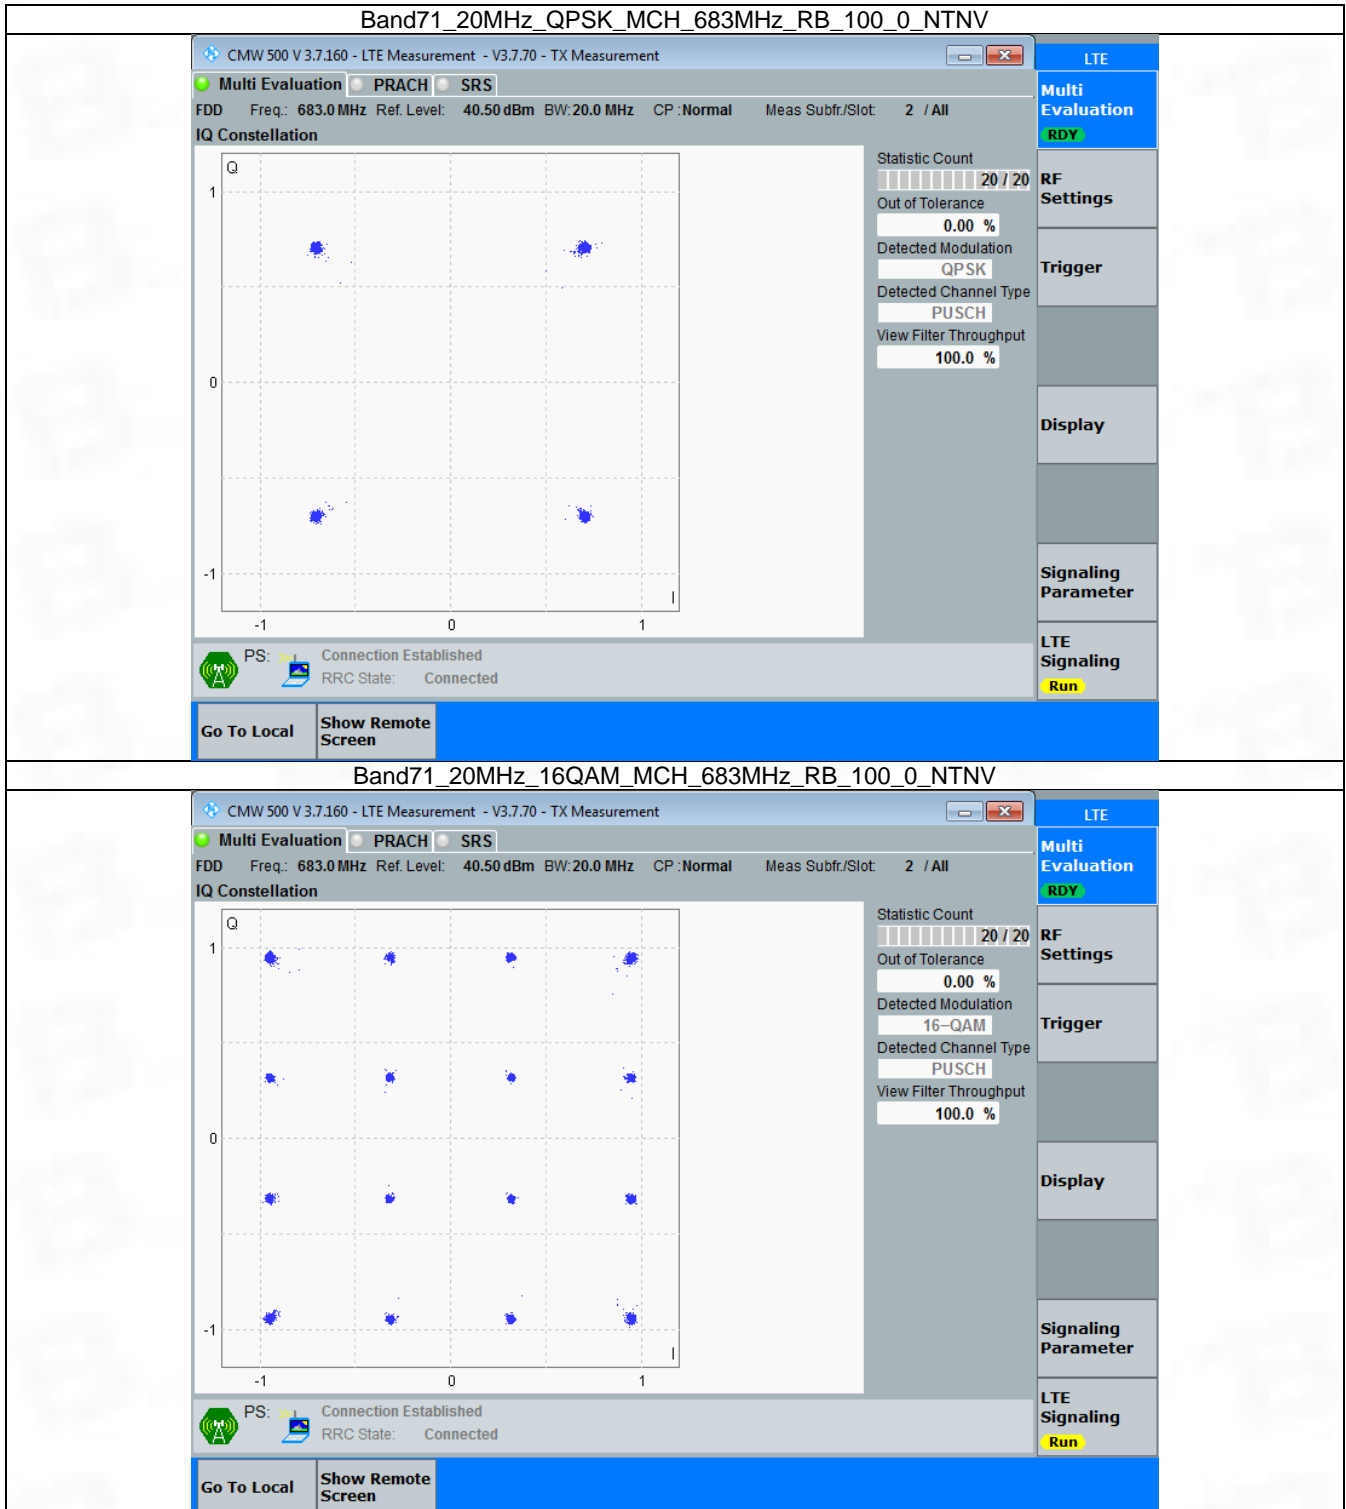 Band71_20MHz_QPSK_MCH_683MHz_RB_100_0_NTNV
CMW 500 V 3.7.160 - LTE Measurement - V3.7.70 - TX Measurement
LTE
Multi Evaluation PRACH SRS
Multi Evaluation
RDY
FDD Freq.: 683.0 MHz Ref. Level: 40.50 dBm BW: 20.0 MHz CP : Normal Meas Subfr./Slot: 2 / All
IQ Constellation
Q
1
0
-1
I
-1 0 1
Statistic Count
20 / 20
Out of Tolerance
0.00 %
Detected Modulation
QPSK
Detected Channel Type
PUSCH
View Filter Throughput
100.0 %
RF
Settings
Trigger
Display
Signaling
Parameter
LTE
Signaling
Run
PS: Connection Established
RRC State: Connected
Go To Local
Show Remote
Screen
Band71_20MHz_16QAM_MCH_683MHz_RB_100_0_NTNV
CMW 500 V 3.7.160 - LTE Measurement - V3.7.70 - TX Measurement
LTE
Multi Evaluation PRACH SRS
Multi Evaluation
RDY
FDD Freq.: 683.0 MHz Ref. Level: 40.50 dBm BW: 20.0 MHz CP : Normal Meas Subfr./Slot: 2 / All
IQ Constellation
Q
1
0
-1
I
-1 0 1
Statistic Count
20 / 20
Out of Tolerance
0.00 %
Detected Modulation
16-QAM
Detected Channel Type
PUSCH
View Filter Throughput
100.0 %
RF
Settings
Trigger
Display
Signaling
Parameter
LTE
Signaling
Run
PS: Connection Established
RRC State: Connected
Go To Local
Show Remote
Screen